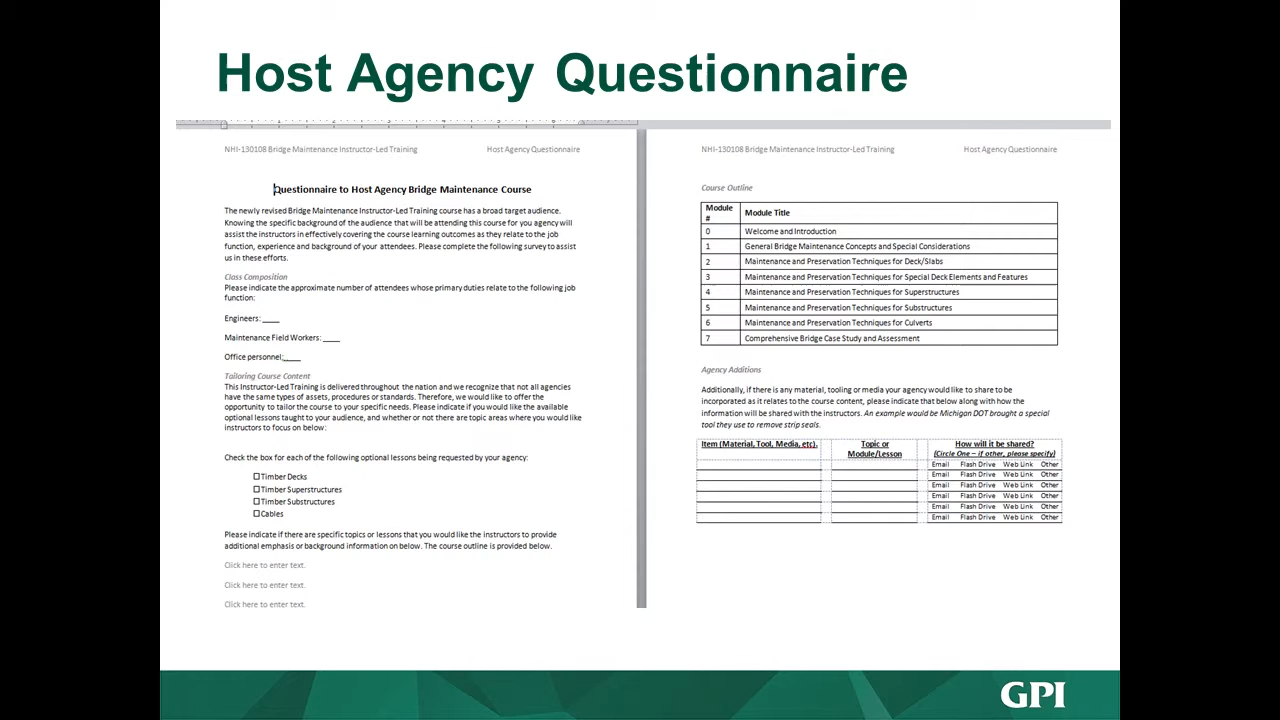 Host Agency Questionnaire
NHI-130108 Bridge Maintenance Instructor-Led Training Host Agency Questionnaire
Questionnaire to Host Agency Bridge Maintenance Course
The newly revised Bridge Maintenance Instructor-Led Training course has a broad target audience.
Knowing the specific background of the audience that will be attending this course for you agency will
assist the instructors in effectively covering the course learning outcomes as they relate to the job
function, experience and background of your attendees. Please complete the following survey to assist
us in these efforts.
Class Composition
Please indicate the approximate number of attendees whose primary duties relate to the following job
function:
Engineers: ____
Maintenance Field Workers: ____
Office personnel:____
Tailoring Course Content
This Instructor-Led Training is delivered throughout the nation and we recognize that not all agencies
have the same types of assets, procedures or standards. Therefore, we would like to offer the
opportunity to tailor the course to your specific needs. Please indicate if you would like the available
optional lessons taught to your audience, and whether or not there are topic areas where you would like
instructors to focus on below:
Check the box for each of the following optional lessons being requested by your agency:
☐Timber Decks
☐Timber Superstructures
☐Timber Substructures
☐Cables
Please indicate if there are specific topics or lessons that you would like the instructors to provide
additional emphasis or background information on below. The course outline is provided below.
Click here to enter text.
Click here to enter text.
Click here to enter text.
NHI-130108 Bridge Maintenance Instructor-Led Training Host Agency Questionnaire
Course Outline
Module # Module Title
0 Welcome and Introduction
1 General Bridge Maintenance Concepts and Special Considerations
2 Maintenance and Preservation Techniques for Deck/Slabs
3 Maintenance and Preservation Techniques for Special Deck Elements and Features
4 Maintenance and Preservation Techniques for Superstructures
5 Maintenance and Preservation Techniques for Substructures
6 Maintenance and Preservation Techniques for Culverts
7 Comprehensive Bridge Case Study and Assessment
Agency Additions
Additionally, if there is any material, tooling or media your agency would like to share to be
incorporated as it relates to the course content, please indicate that below along with how the
information will be shared with the instructors. An example would be Michigan DOT brought a special
tool they use to remove strip seals.
Item (Material, Tool, Media, etc). Topic or How will it be shared?
Module/Lesson (Circle One – if other, please specify)
Email Flash Drive Web Link Other
Email Flash Drive Web Link Other
Email Flash Drive Web Link Other
Email Flash Drive Web Link Other
Email Flash Drive Web Link Other
Email Flash Drive Web Link Other
GPI